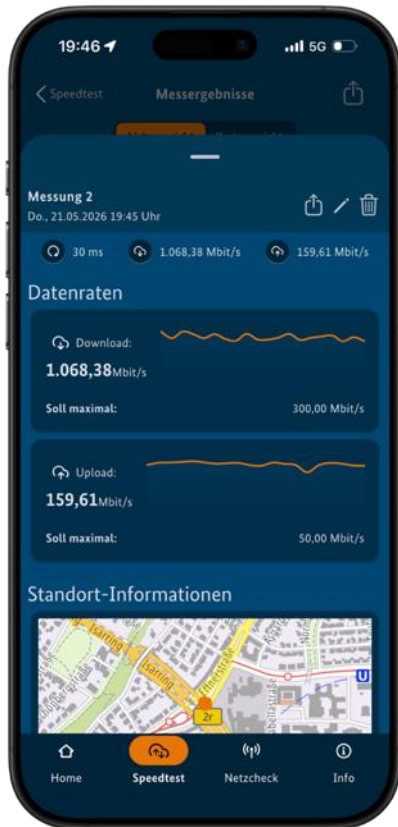 19:46
5G
Speedtest
Messergebnisse
Messung 2
Do., 21.05.2026 19:45 Uhr
30 ms
1.068,38 Mbit/s
159,61 Mbit/s
Datenraten
Download:
1.068,38Mbit/s
Soll maximal:
300,00 Mbit/s
Upload:
159,61Mbit/s
Soll maximal:
50,00 Mbit/s
Standort-Informationen
Isarring
Isarring
Effnerstraße
2r
U
Home
Speedtest
Netzcheck
Info